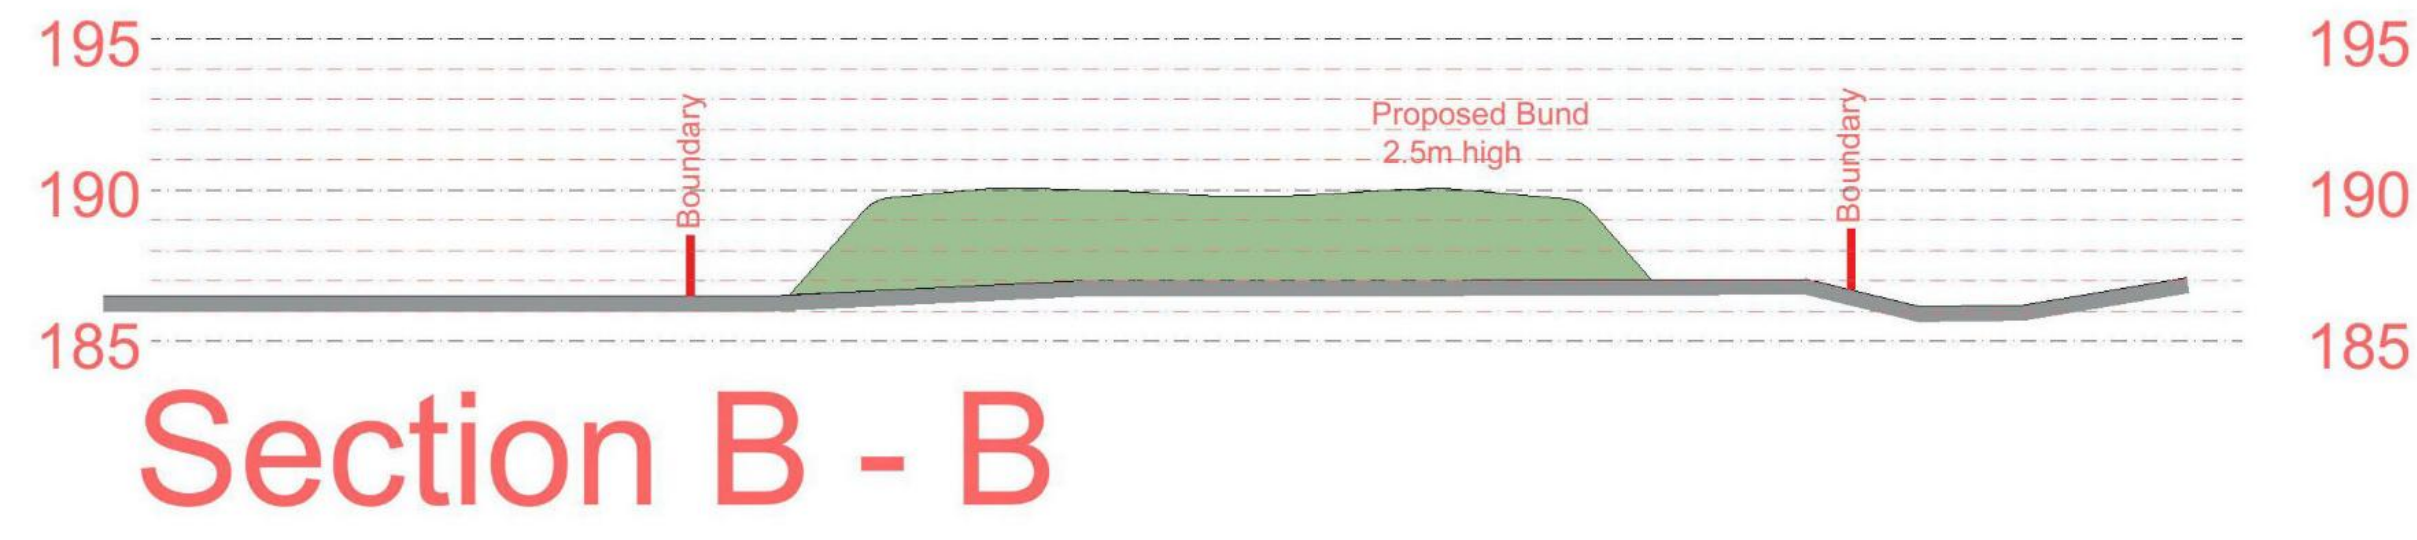 195 195
Boundary Boundary
Proposed Bund
2.5m high
190 190
185 185
Section B - B